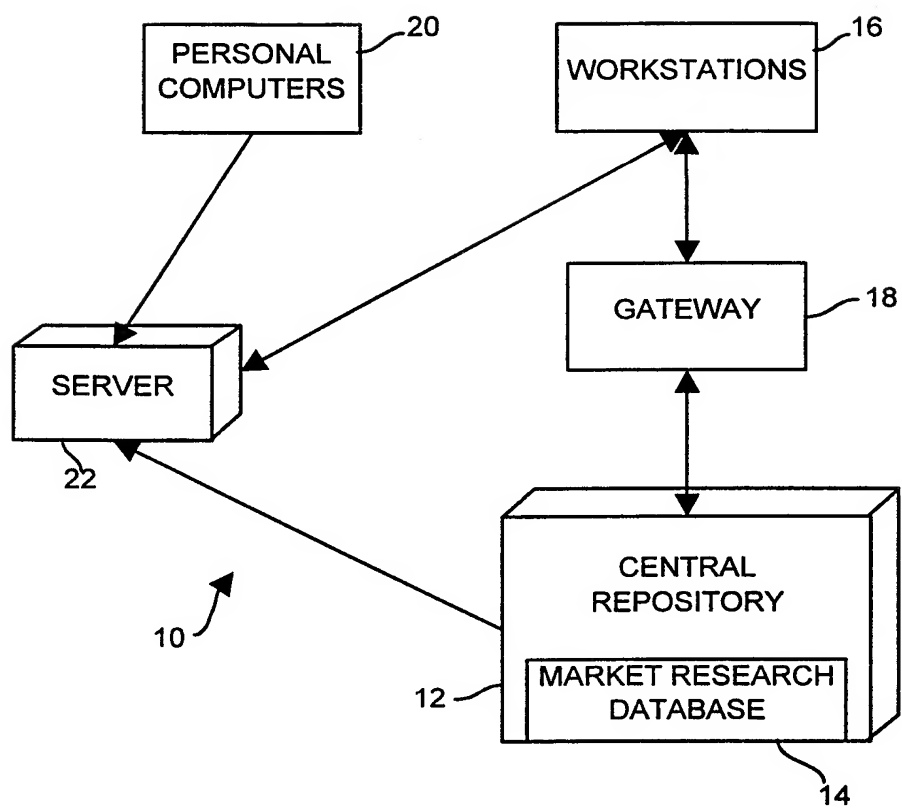 20
PERSONAL
COMPUTERS
16
WORKSTATIONS
18
GATEWAY
SERVER
22
CENTRAL
REPOSITORY
10
12
MARKET RESEARCH
DATABASE
14